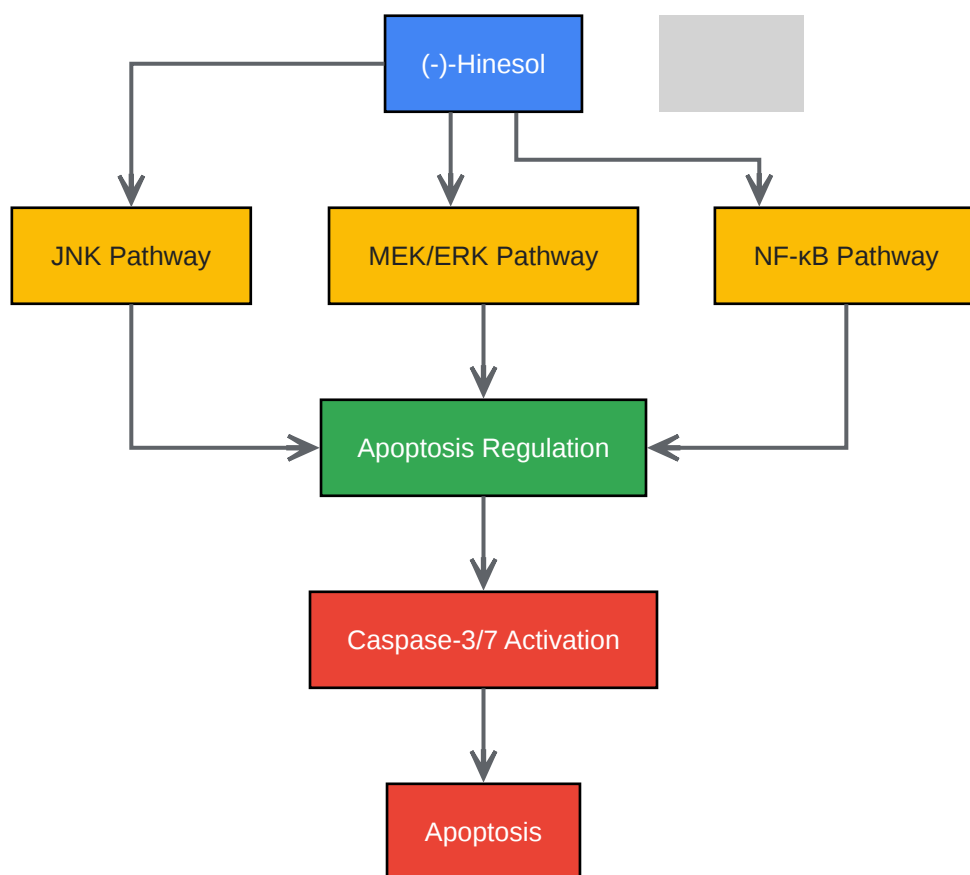 (-)-Hinesol
JNK Pathway
MEK/ERK Pathway
NF-κB Pathway
Apoptosis Regulation
Caspase-3/7 Activation
Apoptosis